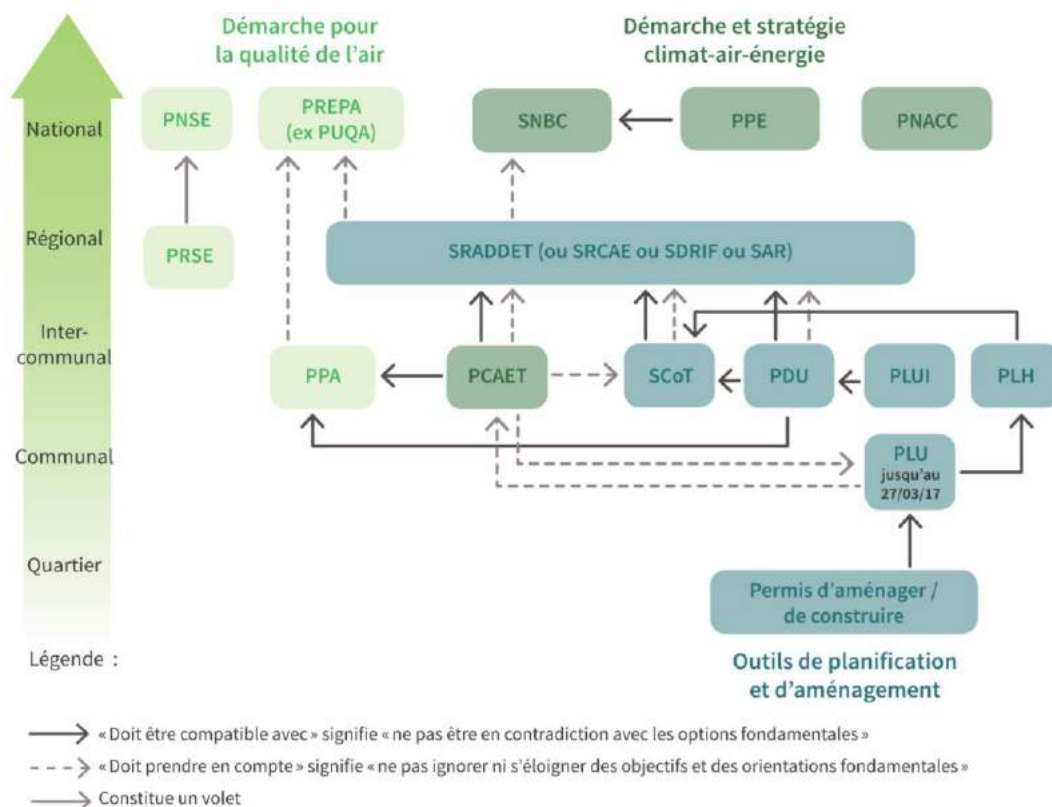 Démarche pour
la qualité de l’air
Démarche et stratégie
climat-air-énergie
National
PNSE
PREPA
(ex PUQA)
SNBC
PPE
PNACC
Régional
PRSE
SRADDET (ou SRCAE ou SDRIF ou SAR)
Inter-
communal
PPA
PCAET
SCoT
PDU
PLUI
PLH
Communal
PLU
jusqu’au
27/03/17
Quartier
Permis d’aménager /
de construire
Légende :
Outils de planification
et d’aménagement
« Doit être compatible avec » signifie « ne pas être en contradiction avec les options fondamentales »
« Doit prendre en compte » signifie « ne pas ignorer ni s’éloigner des objectifs et des orientations fondamentales »
Constitue un volet